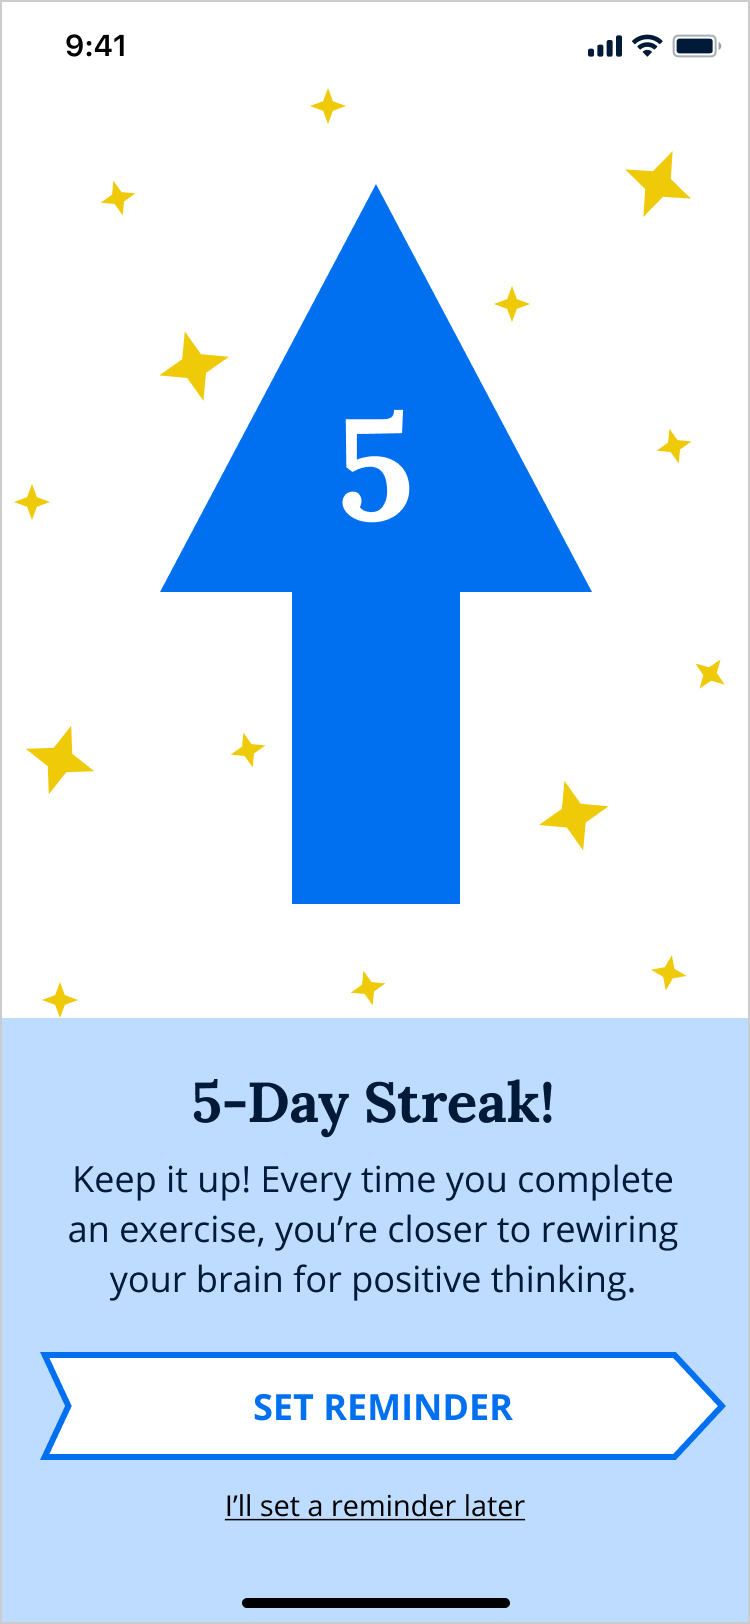 9:41
5
5-Day Streak!
Keep it up! Every time you complete
an exercise, you’re closer to rewiring
your brain for positive thinking.
SET REMINDER
I’ll set a reminder later